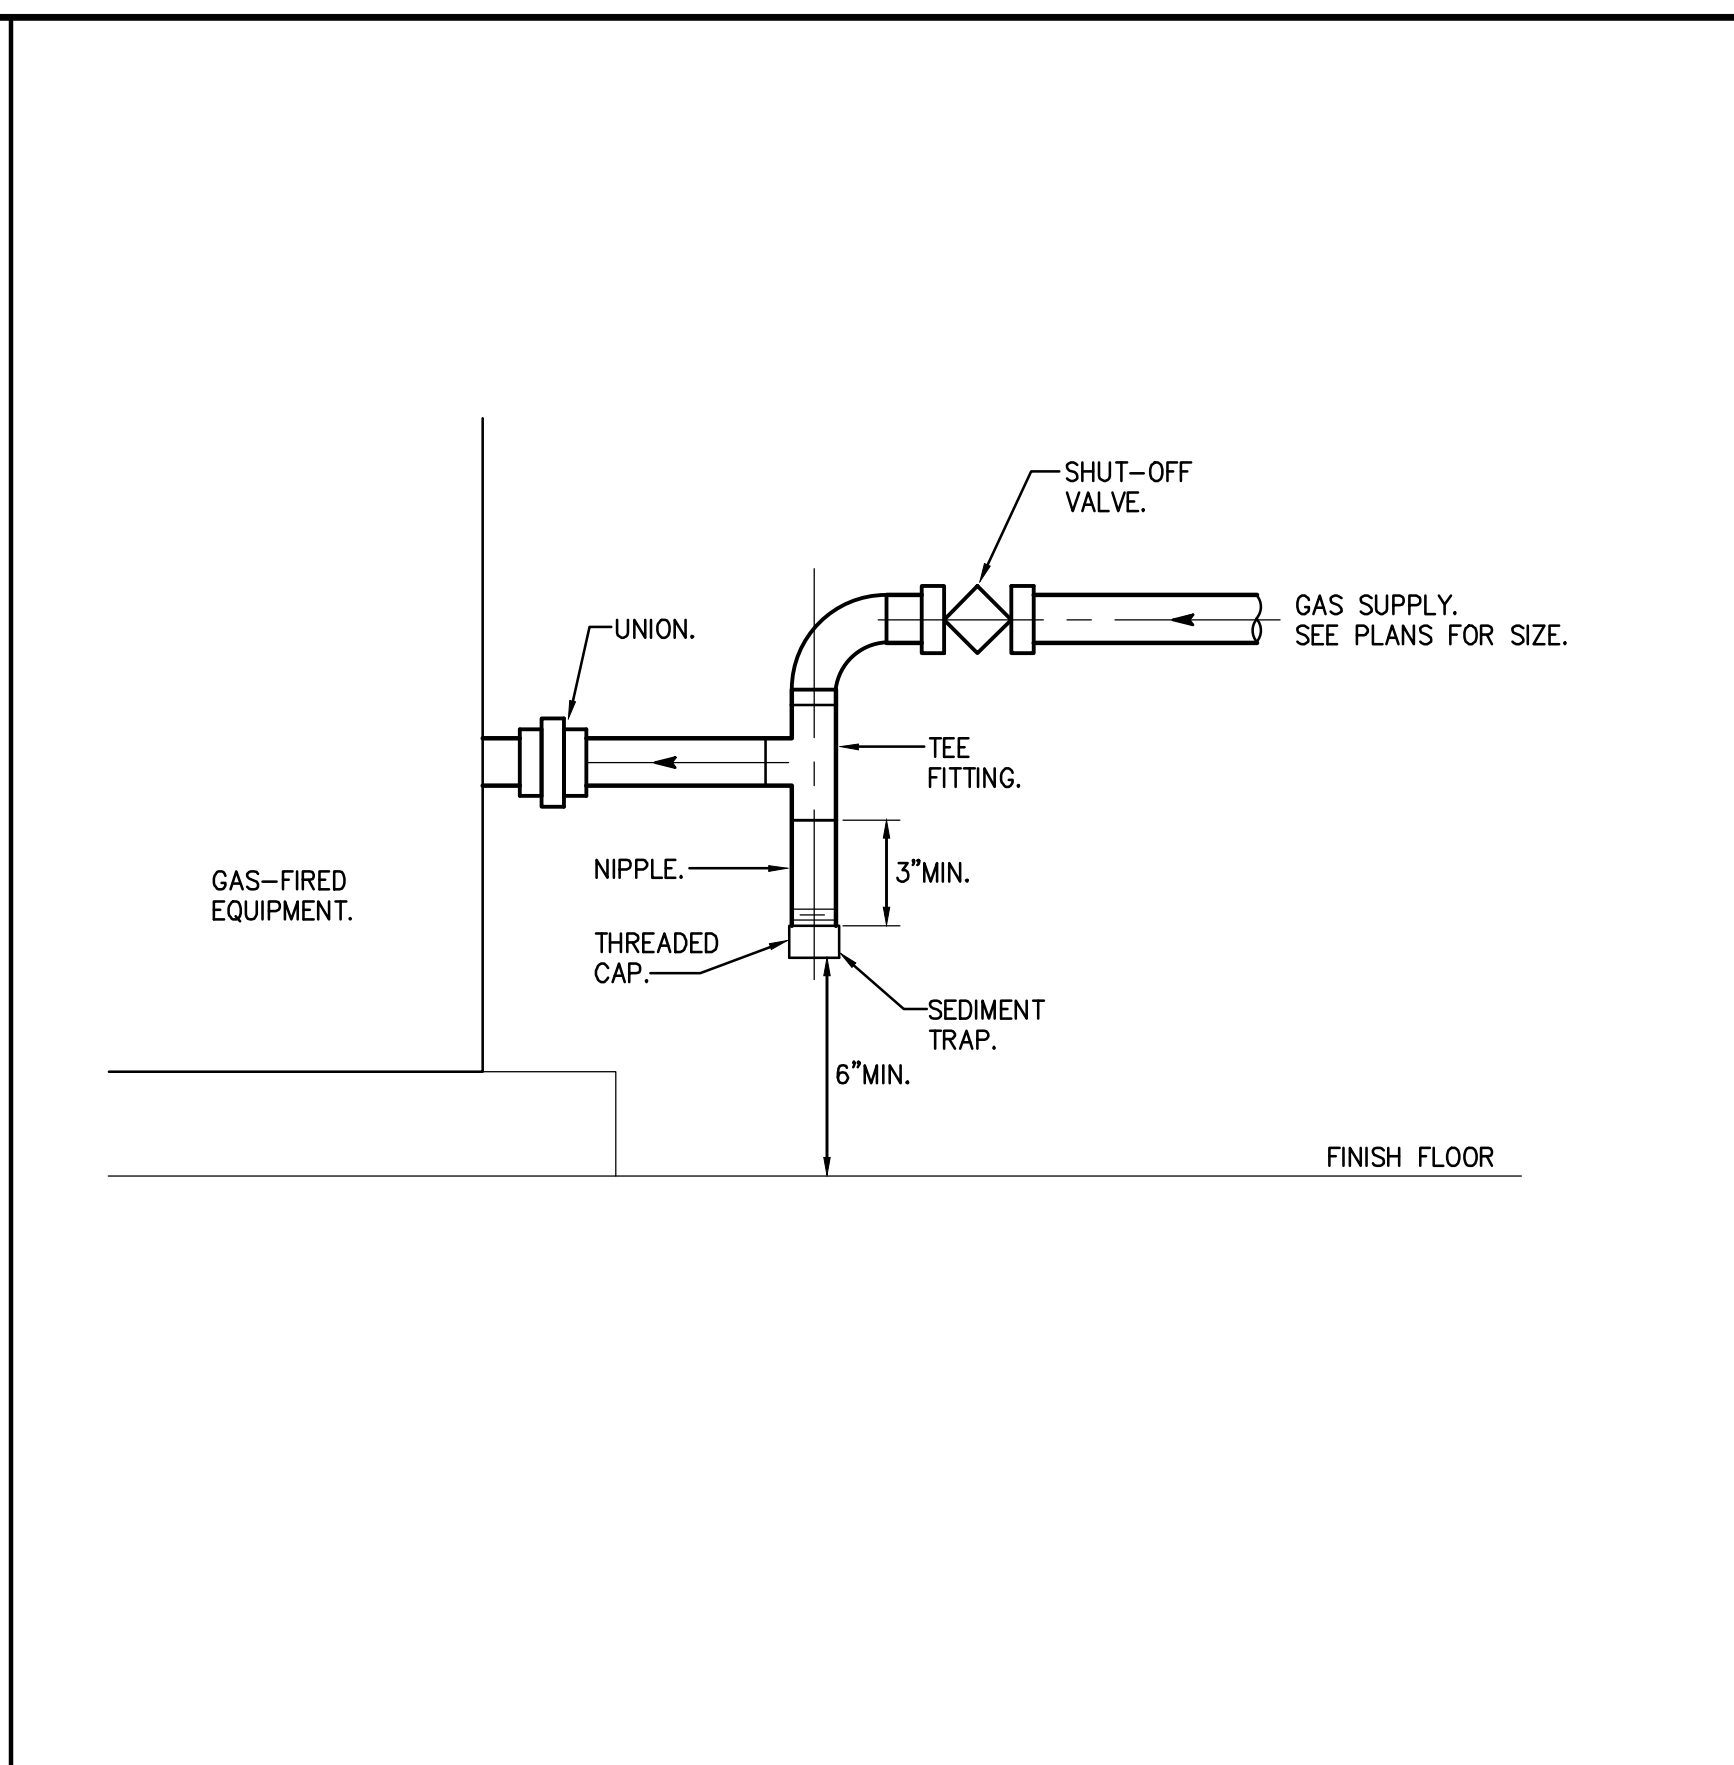 SHUT-OFF
VALVE.
GAS SUPPLY.
SEE PLANS FOR SIZE.
UNION.
TEE
FITTING.
NIPPLE.
3"MIN.
GAS-FIRED
EQUIPMENT.
THREADED
CAP.
SEDIMENT
TRAP.
6"MIN.
FINISH FLOOR